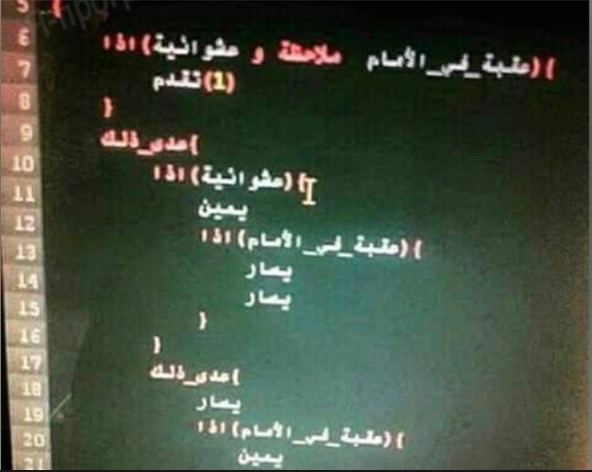 5 {
6 اذا(عقبة_في_الأمام ملاحظة و عشوائية){
7 تقدم(1)
8 }
9 عدى_ذلك{
10 اذا(عشوائية){
11 يمين
12 اذا(عقبة_في_الأمام){
13 يسار
14 يسار
15 }
16 }
17 عدى_ذلك{
18 يسار
19 اذا(عقبة_في_الأمام){
20 يمين
21